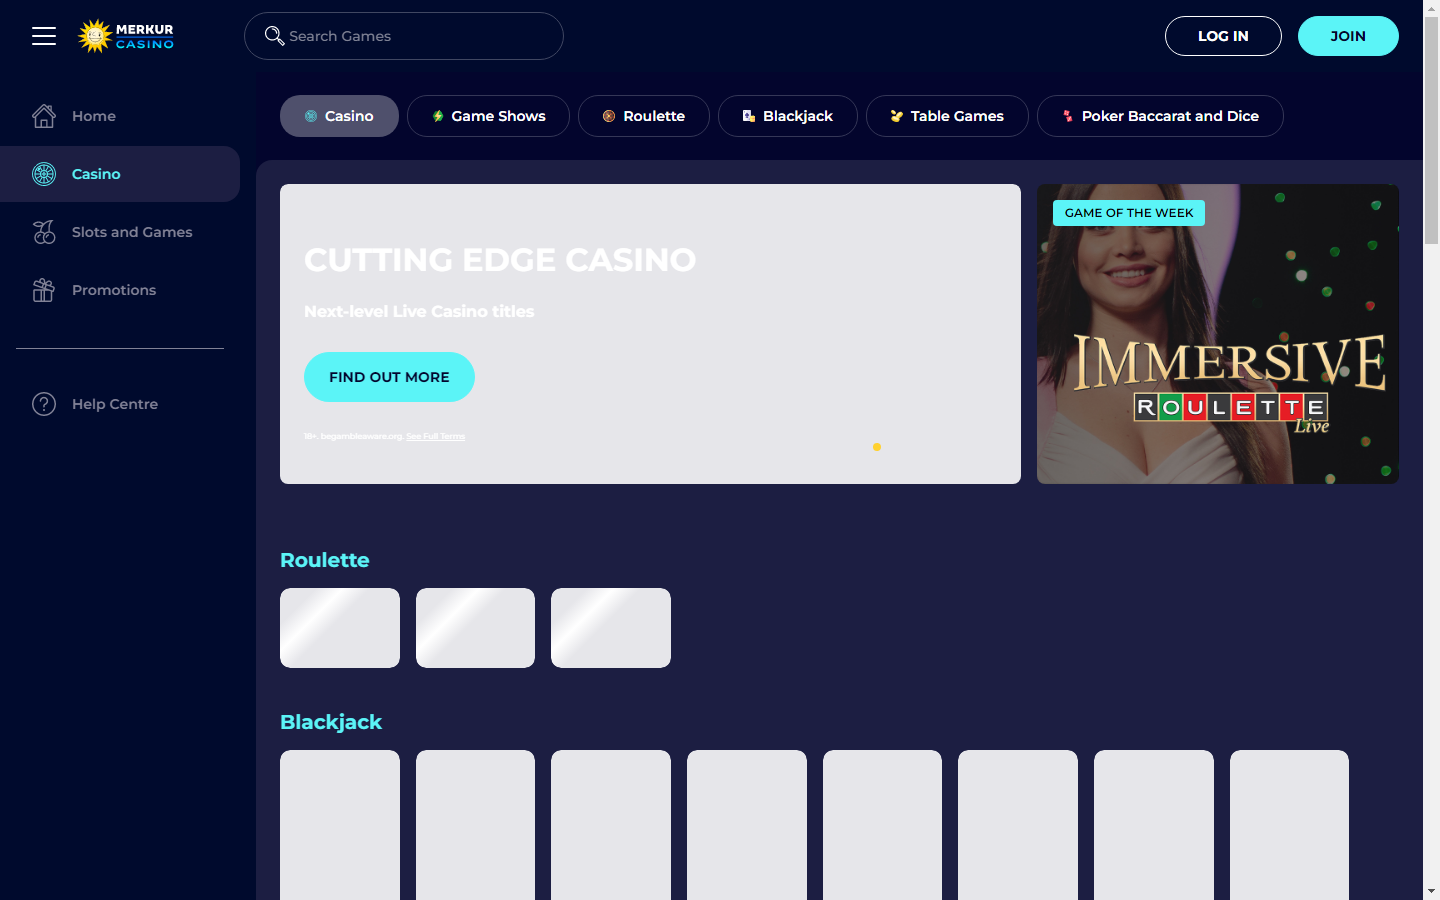 MERKUR
CASINO
Search Games
LOG IN
JOIN
Home
Casino
Slots and Games
Promotions
Help Centre
Casino
Game Shows
Roulette
Blackjack
Table Games
Poker Baccarat and Dice
CUTTING EDGE CASINO
Next-level Live Casino titles
FIND OUT MORE
18+. begambleaware.org. See Full Terms
GAME OF THE WEEK
IMMERSIVE
ROULETTE
Live
Roulette
Blackjack